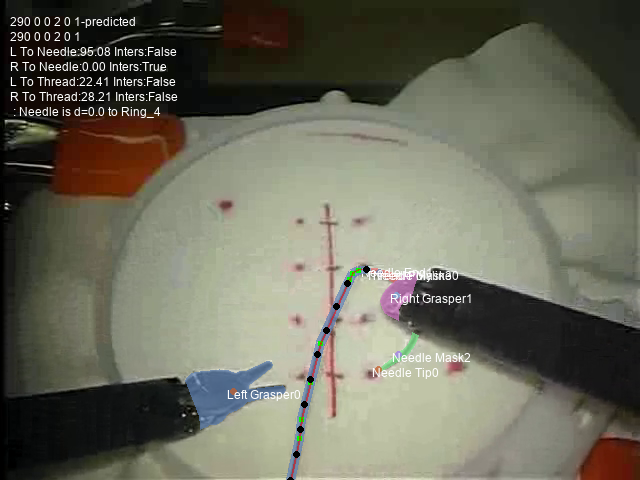 290 0 0 2 0 1-predicted
290 0 0 2 0 1
L To Needle:95.08 Inters:False
R To Needle:0.00 Inters:True
L To Thread:22.41 Inters:False
R To Thread:28.21 Inters:False
: Needle is d=0.0 to Ring_4
Right Grasper1
Needle Mask2
Needle Tip0
Left Grasper0